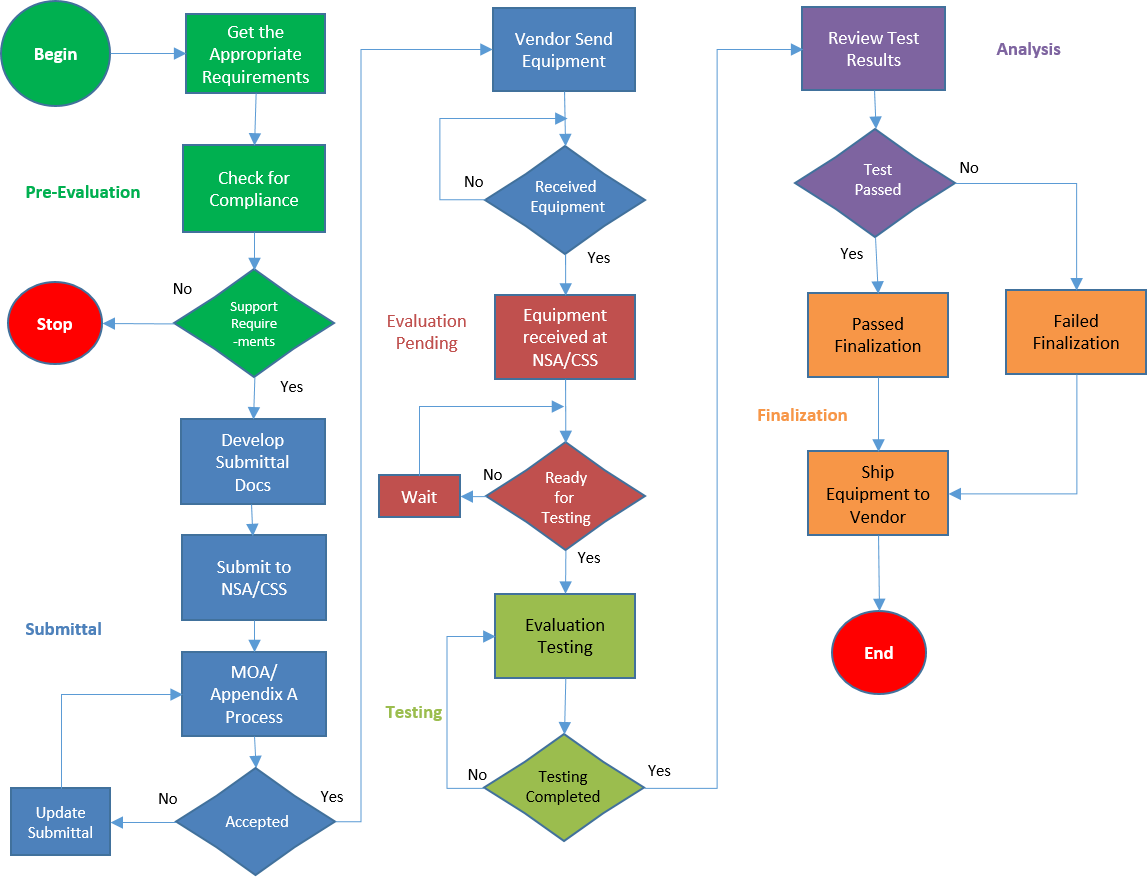 Begin
Get the
Appropriate
Requirements
Pre-Evaluation
Check for
Compliance
No
Stop
Support
Require
-ments
Yes
Develop
Submittal
Docs
Submit to
NSA/CSS
Submittal
MOA/
Appendix A
Process
No
Update
Submittal
Accepted
Yes
Vendor Send
Equipment
No
Received
Equipment
Yes
Evaluation
Pending
Equipment
received at
NSA/CSS
No
Wait
Ready
for
Testing
Yes
Evaluation
Testing
Testing
No
Testing
Completed
Yes
Review Test
Results
Analysis
Test
Passed
No
Yes
Passed
Finalization
Failed
Finalization
Finalization
Ship
Equipment to
Vendor
End